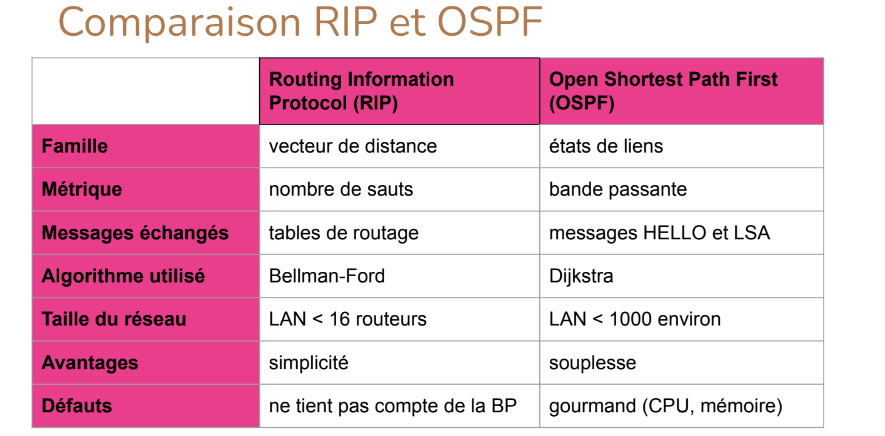 Comparaison RIP et OSPF
Routing Information Protocol (RIP) Open Shortest Path First (OSPF)
Famille vecteur de distance états de liens
Métrique nombre de sauts bande passante
Messages échangés tables de routage messages HELLO et LSA
Algorithme utilisé Bellman-Ford Dijkstra
Taille du réseau LAN < 16 routeurs LAN < 1000 environ
Avantages simplicité souplesse
Défauts ne tient pas compte de la BP gourmand (CPU, mémoire)